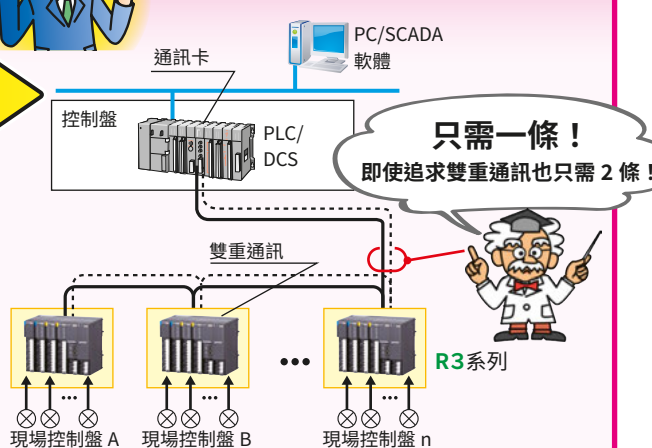 PC/SCADA
軟體
通訊卡
控制盤
PLC/
DCS
只需一條！
即使追求雙重通訊也只需 2 條！
雙重通訊
R3系列
現場控制盤 A
現場控制盤 B
現場控制盤 n